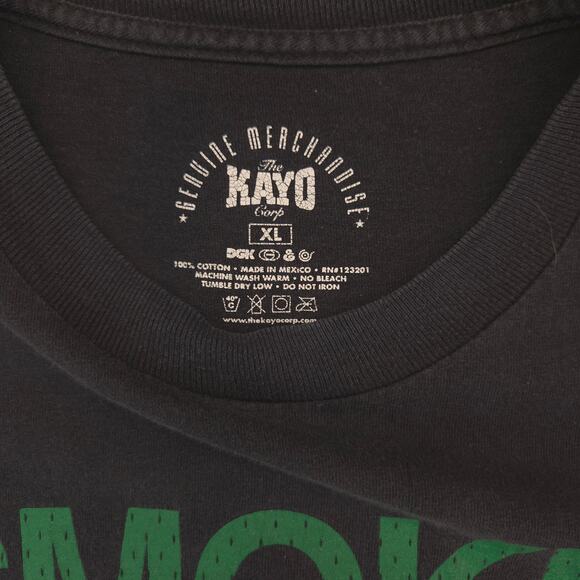 ★ GENUINE MERCHANDISE ★
The
KAYO
Corp
XL
DGK &
100% COTTON • MADE IN MEXICO • RN#123201
MACHINE WASH WARM • NO BLEACH
TUMBLE DRY LOW • DO NOT IRON
40°
C
www.thekayocorp.com
SMOKE